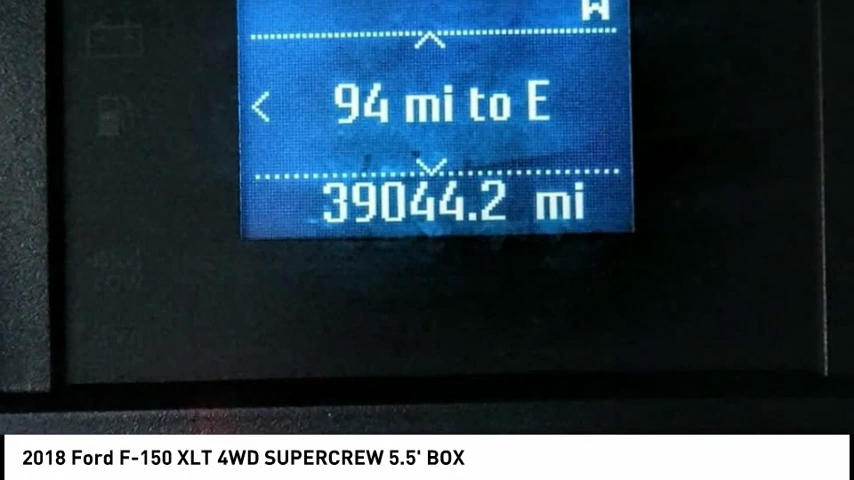 W
94 mi to E
39044.2 mi
2018 Ford F-150 XLT 4WD SUPERCREW 5.5' BOX